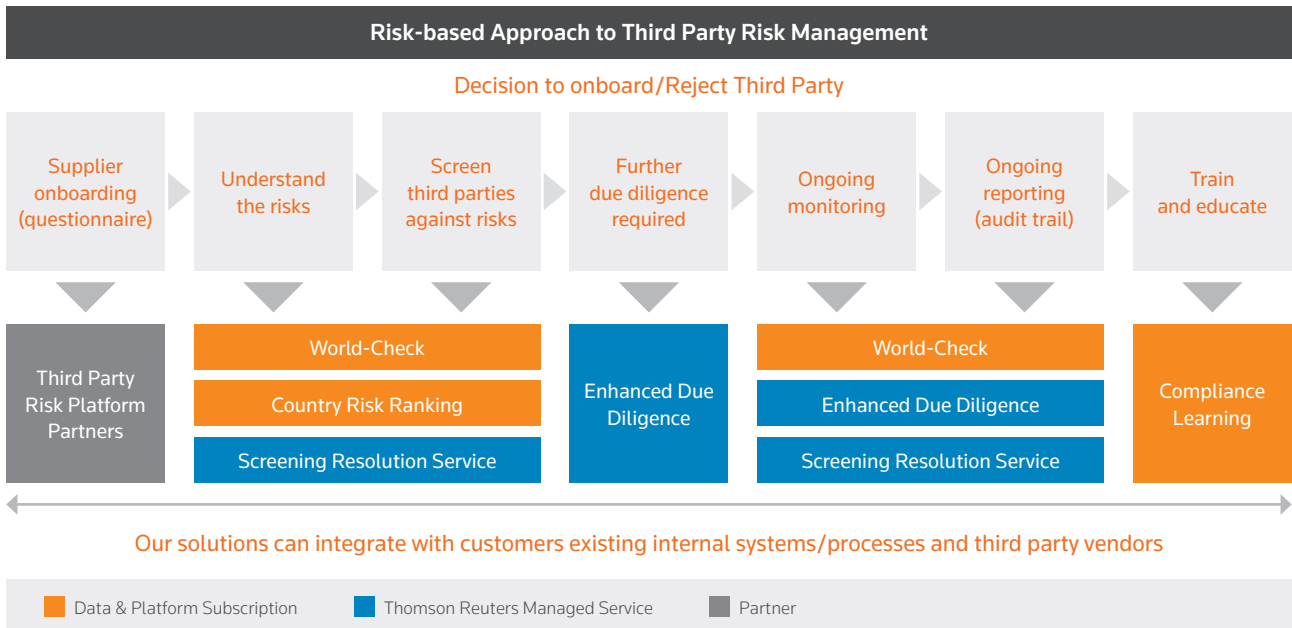 Risk-based Approach to Third Party Risk Management
Decision to onboard/Reject Third Party
Supplier
onboarding
(questionnaire)
Understand
the risks
Screen
third parties
against risks
Further
due diligence
required
Ongoing
monitoring
Ongoing
reporting
(audit trail)
Train
and educate
Third Party
Risk Platform
Partners
World-Check
Country Risk Ranking
Screening Resolution Service
Enhanced Due
Diligence
World-Check
Enhanced Due Diligence
Screening Resolution Service
Compliance
Learning
Our solutions can integrate with customers existing internal systems/processes and third party vendors
Data & Platform Subscription
Thomson Reuters Managed Service
Partner